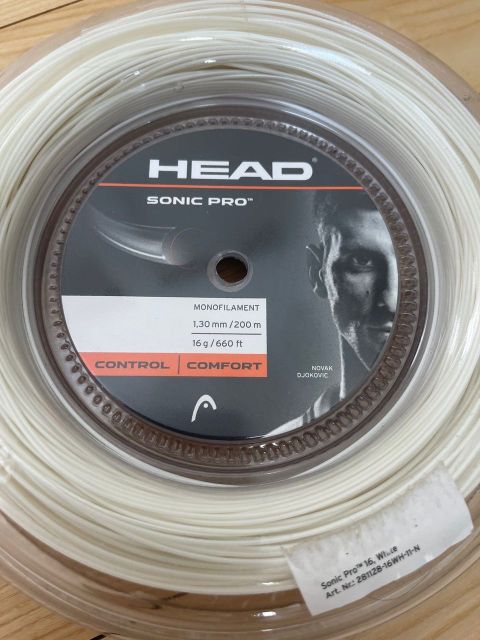 HEAD®
SONIC PRO™
MONOFILAMENT
1,30 mm/200 m
16 g/660 ft
CONTROL | COMFORT
NOVAK
DJOKOVIC
Sonic Pro™ 16, White
Art. Nr.: 281128-16WH-11-N